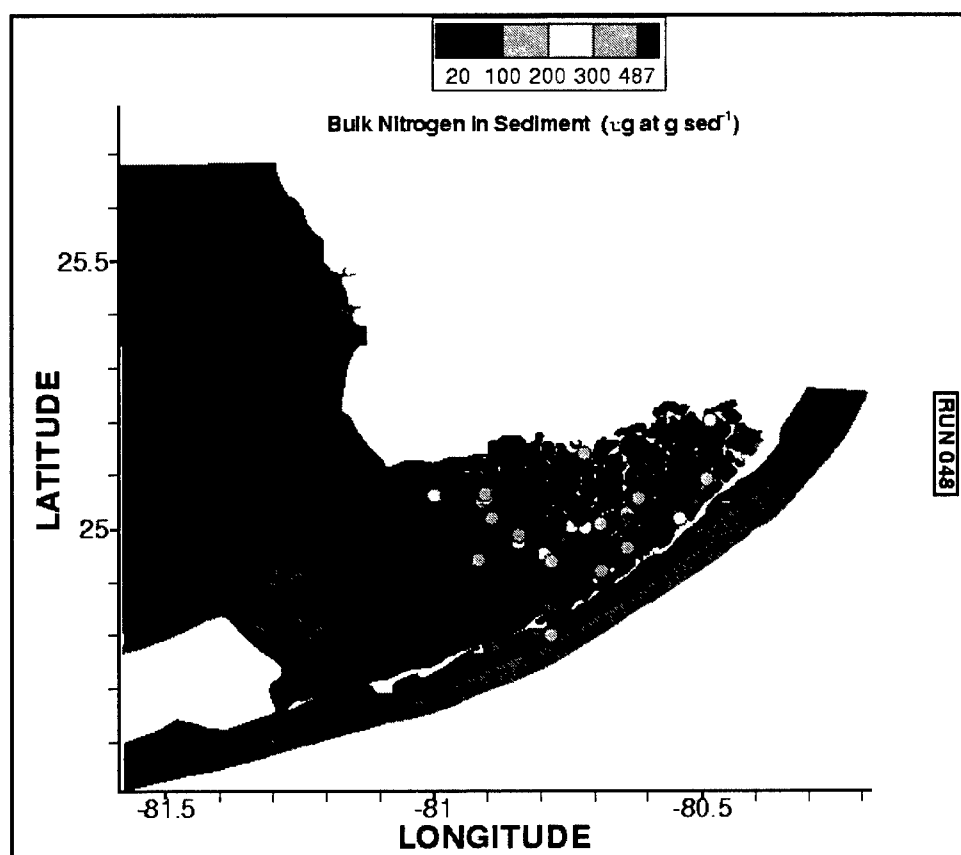 20 100 200 300 487
Bulk Nitrogen in Sediment (υg at g sed⁻¹)
25.5
25
LATITUDE
RUN 048
-81.5 -81 -80.5
LONGITUDE